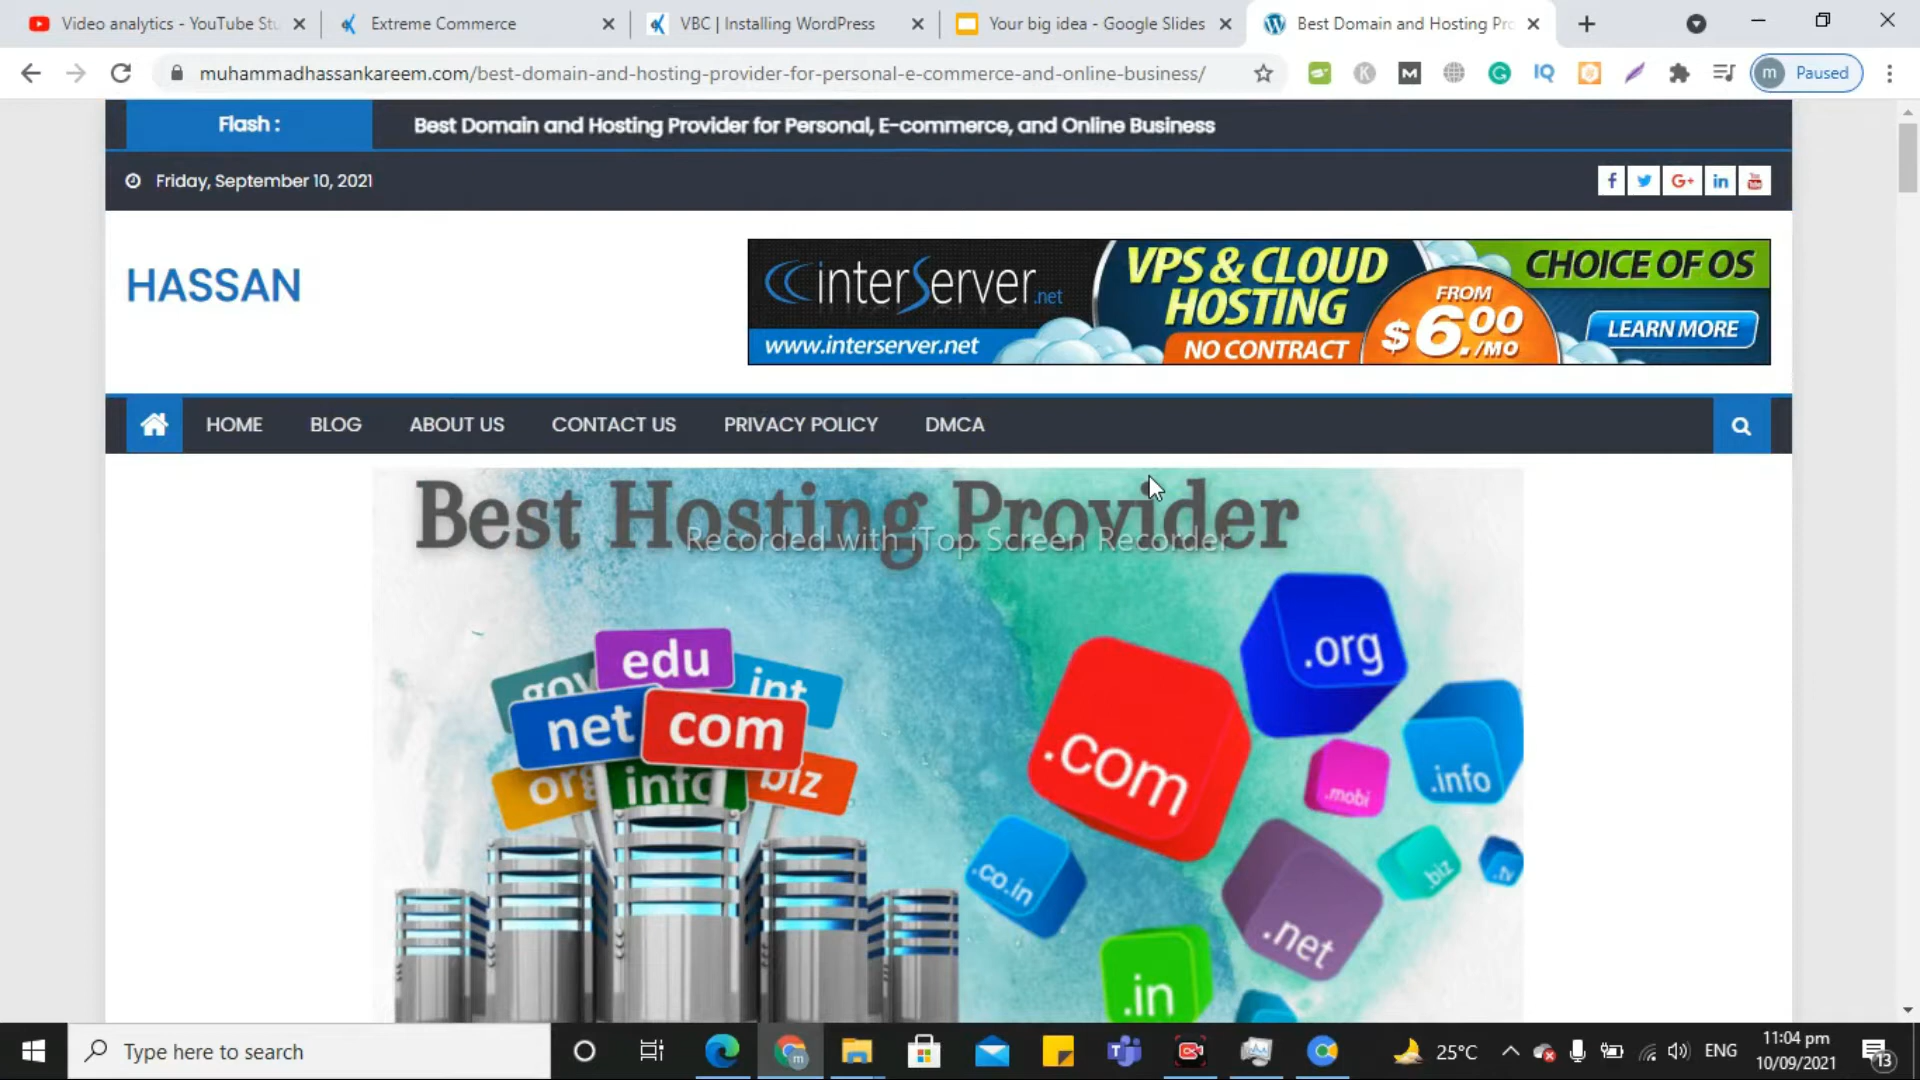 Video analytics - YouTube Stu
Extreme Commerce
VBC | Installing WordPress
Your big idea - Google Slides
Best Domain and Hosting Pro
muhammadhassankareem.com/best-domain-and-hosting-provider-for-personal-e-commerce-and-online-business/
M
IQ
m Paused
Flash :
Best Domain and Hosting Provider for Personal, E-commerce, and Online Business
Friday, September 10, 2021
HASSAN
interServer.net
www.interserver.net
VPS & CLOUD
HOSTING
NO CONTRACT
FROM
$6.00
/MO
CHOICE OF OS
LEARN MORE
HOME
BLOG
ABOUT US
CONTACT US
PRIVACY POLICY
DMCA
Best Hosting Provider
Recorded with iTop Screen Recorder
gov
edu
int
net
com
org
info
biz
.com
.org
.info
.mobi
.co.in
.net
.biz
.tv
.in
Type here to search
25°C
ENG
11:04 pm
10/09/2021
13